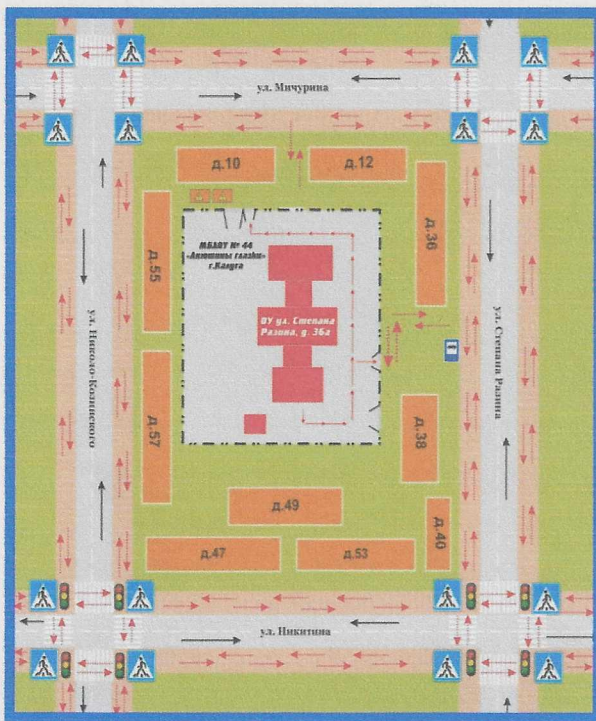 ул. Мичурина
д.10
д.12
д.36
д.55
МБДОУ № 44
«Анютины глазки»
г.Калуга
ОУ ул. Степана
Разина, д. 36а
ул. Николо-Козинского
ул. Степана Разина
д.57
д.38
д.49
д.40
д.47
д.53
ул. Никитина